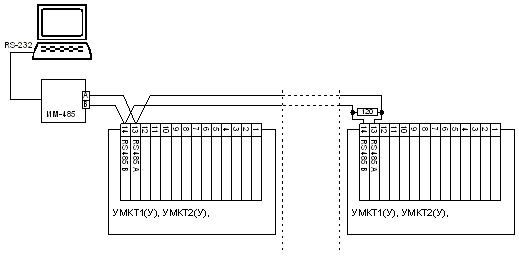 RS-232
ИМ-485
A
B
120
14 13 12 11 10 9 8 7 6 5 4 3 2 1
RS 485 B
RS 485 A
УМКТ1(У), УМКТ2(У),
14 13 12 11 10 9 8 7 6 5 4 3 2 1
RS 485 B
RS 485 A
УМКТ1(У), УМКТ2(У),